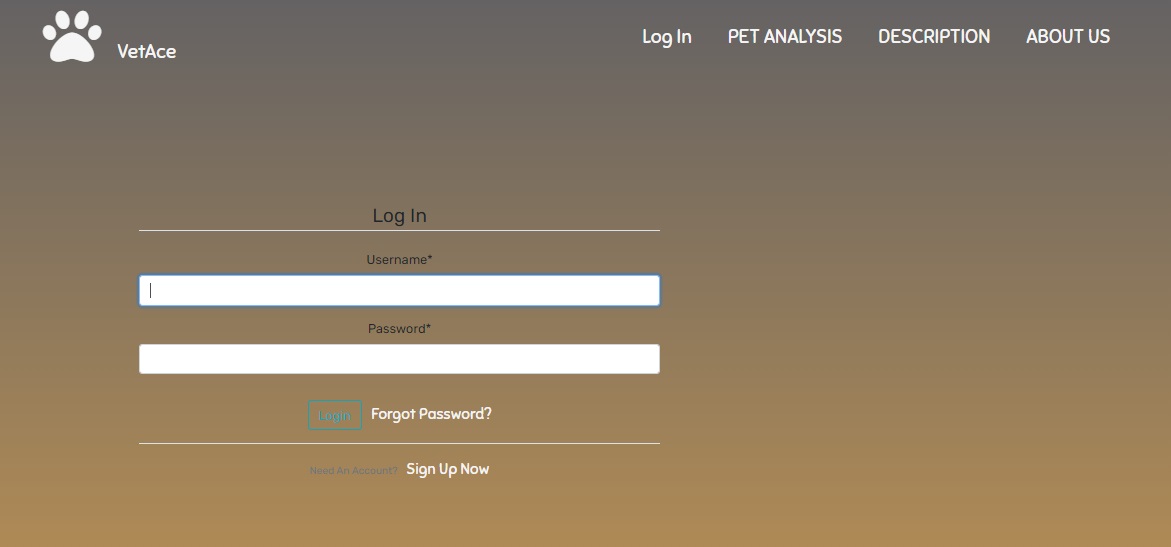 VetAce
Log In PET ANALYSIS DESCRIPTION ABOUT US
Log In
Username*
Password*
Login Forgot Password?
Need An Account? Sign Up Now